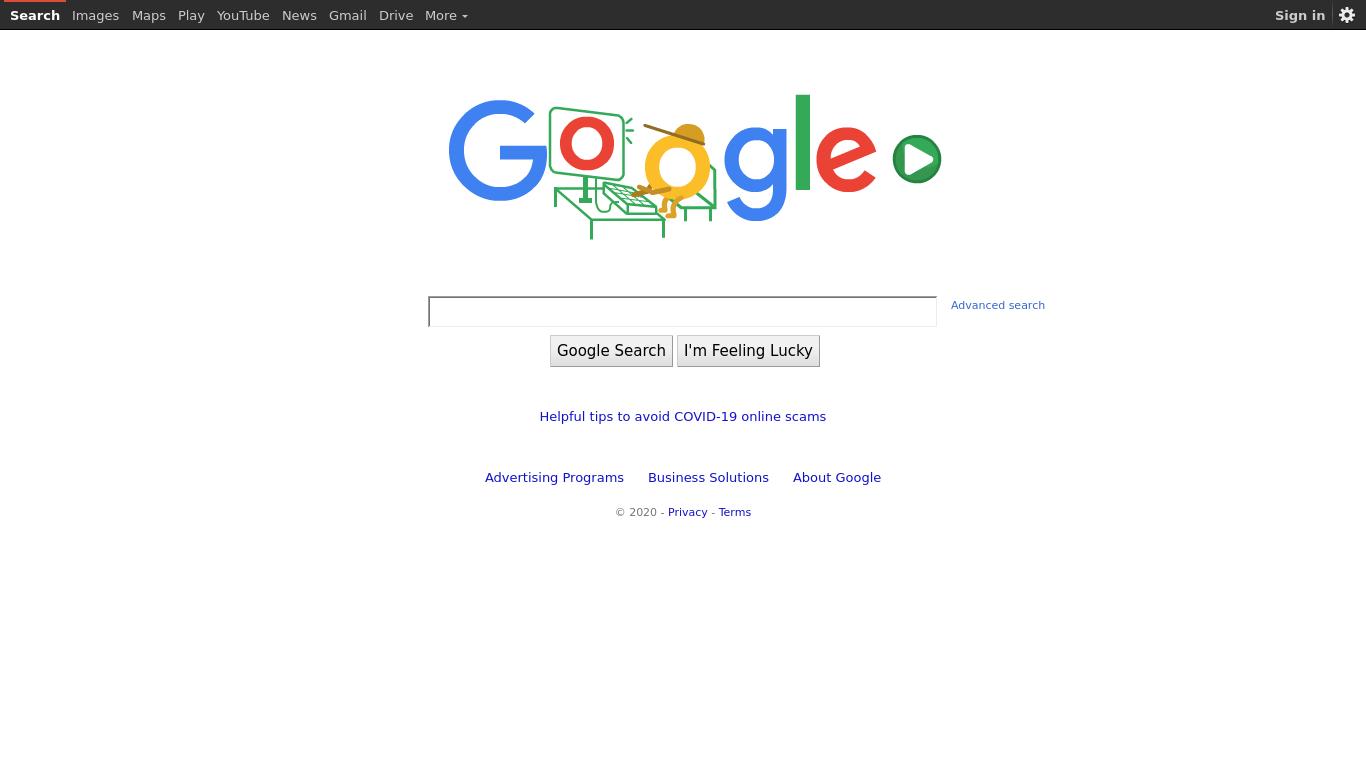 Search Images Maps Play YouTube News Gmail Drive More Sign in
Google
Advanced search
Google Search I'm Feeling Lucky
Helpful tips to avoid COVID-19 online scams
Advertising Programs Business Solutions About Google
© 2020 - Privacy - Terms